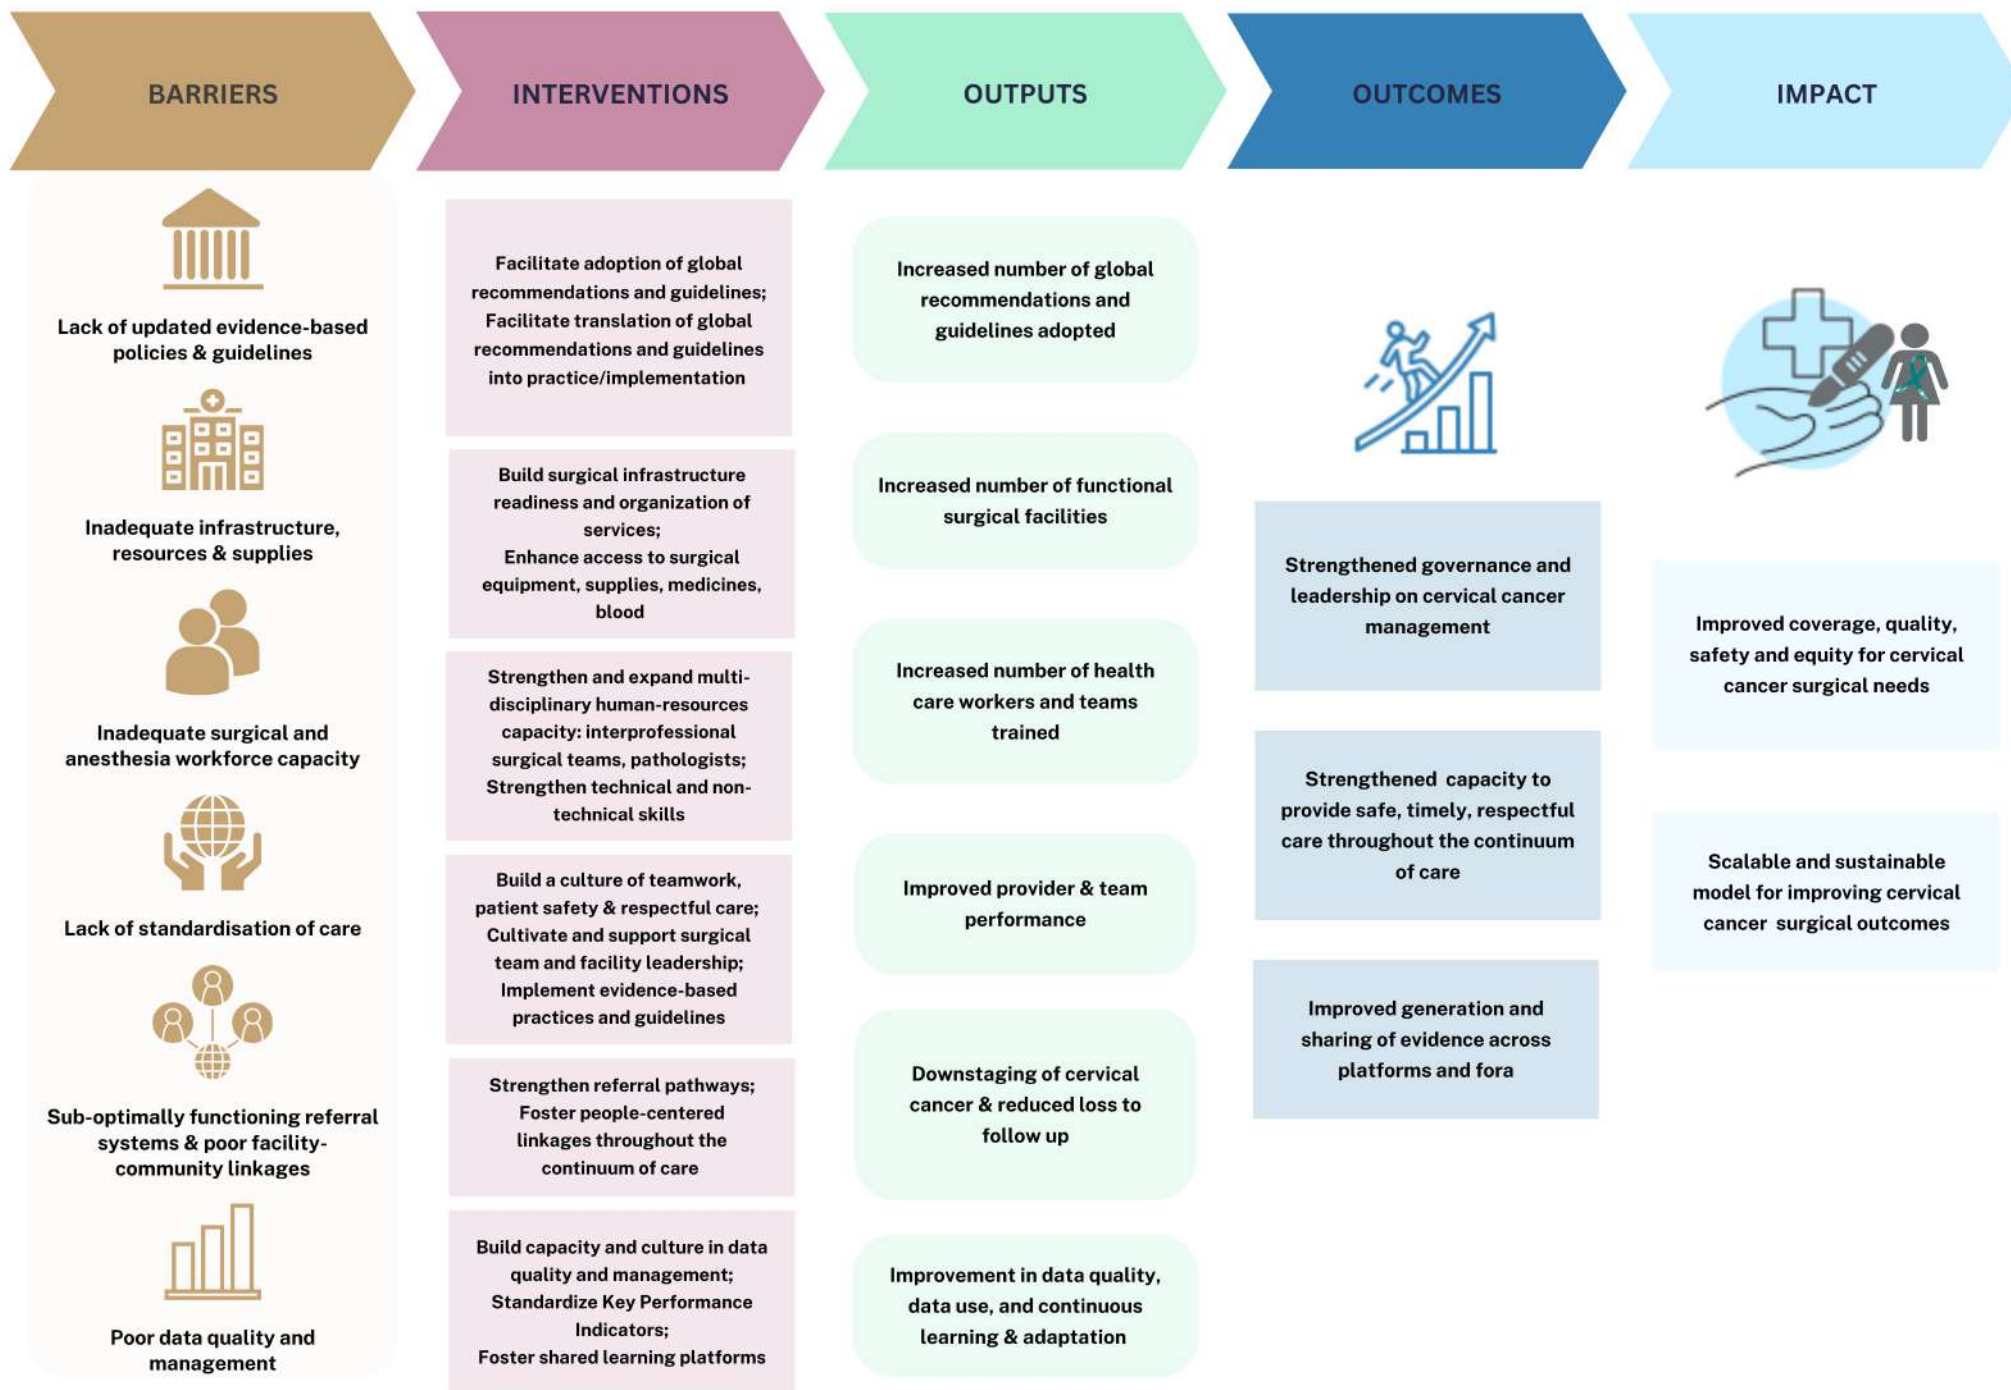 BARRIERS
INTERVENTIONS
OUTPUTS
OUTCOMES
IMPACT
Lack of updated evidence-based
policies & guidelines
Inadequate infrastructure,
resources & supplies
Inadequate surgical and
anesthesia workforce capacity
Lack of standardisation of care
Sub-optimally functioning referral
systems & poor facility-
community linkages
Poor data quality and
management
Facilitate adoption of global
recommendations and guidelines;
Facilitate translation of global
recommendations and guidelines
into practice/implementation
Build surgical infrastructure
readiness and organization of
services;
Enhance access to surgical
equipment, supplies, medicines,
blood
Strengthen and expand multi-
disciplinary human-resources
capacity: interprofessional
surgical teams, pathologists;
Strengthen technical and non-
technical skills
Build a culture of teamwork,
patient safety & respectful care;
Cultivate and support surgical
team and facility leadership;
Implement evidence-based
practices and guidelines
Strengthen referral pathways;
Foster people-centered
linkages throughout the
continuum of care
Build capacity and culture in data
quality and management;
Standardize Key Performance
Indicators;
Foster shared learning platforms
Increased number of global
recommendations and
guidelines adopted
Increased number of functional
surgical facilities
Increased number of health
care workers and teams
trained
Improved provider & team
performance
Downstaging of cervical
cancer & reduced loss to
follow up
Improvement in data quality,
data use, and continuous
learning & adaptation
Strengthened governance and
leadership on cervical cancer
management
Strengthened capacity to
provide safe, timely, respectful
care throughout the continuum
of care
Improved generation and
sharing of evidence across
platforms and fora
Improved coverage, quality,
safety and equity for cervical
cancer surgical needs
Scalable and sustainable
model for improving cervical
cancer surgical outcomes